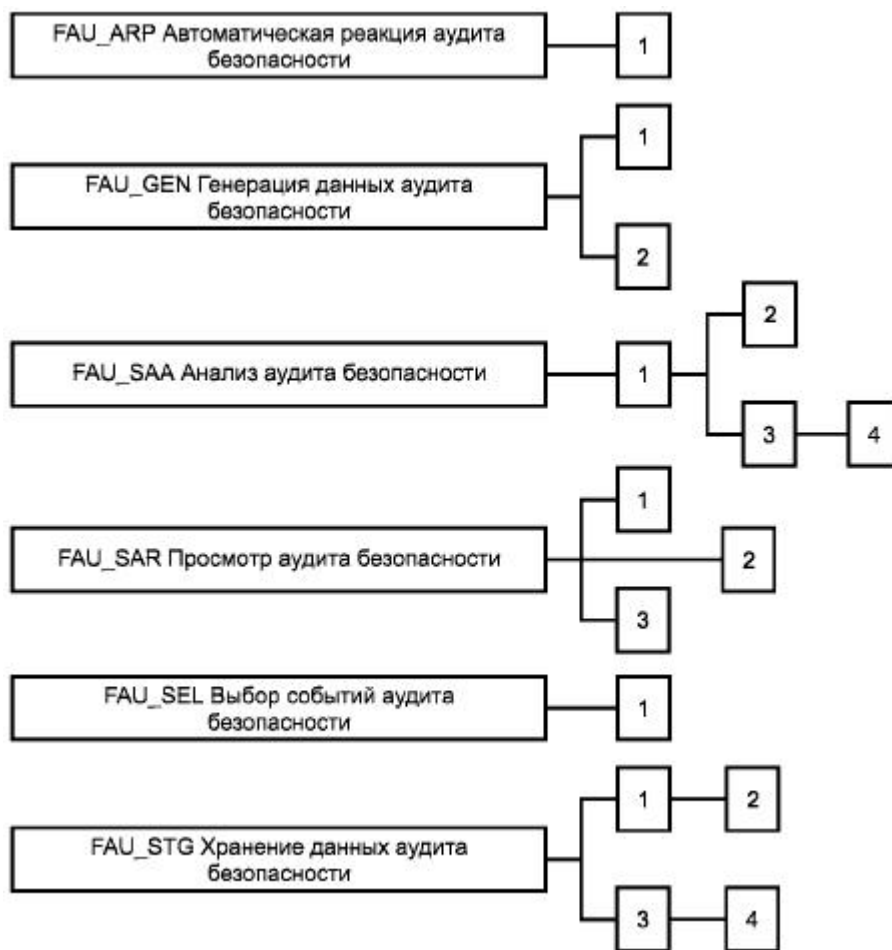 FAU_ARP Автоматическая реакция аудита
безопасности
1
FAU_GEN Генерация данных аудита
безопасности
1
2
FAU_SAA Анализ аудита безопасности
1
2
3
4
FAU_SAR Просмотр аудита безопасности
1
2
3
FAU_SEL Выбор событий аудита
безопасности
1
FAU_STG Хранение данных аудита
безопасности
1
2
3
4